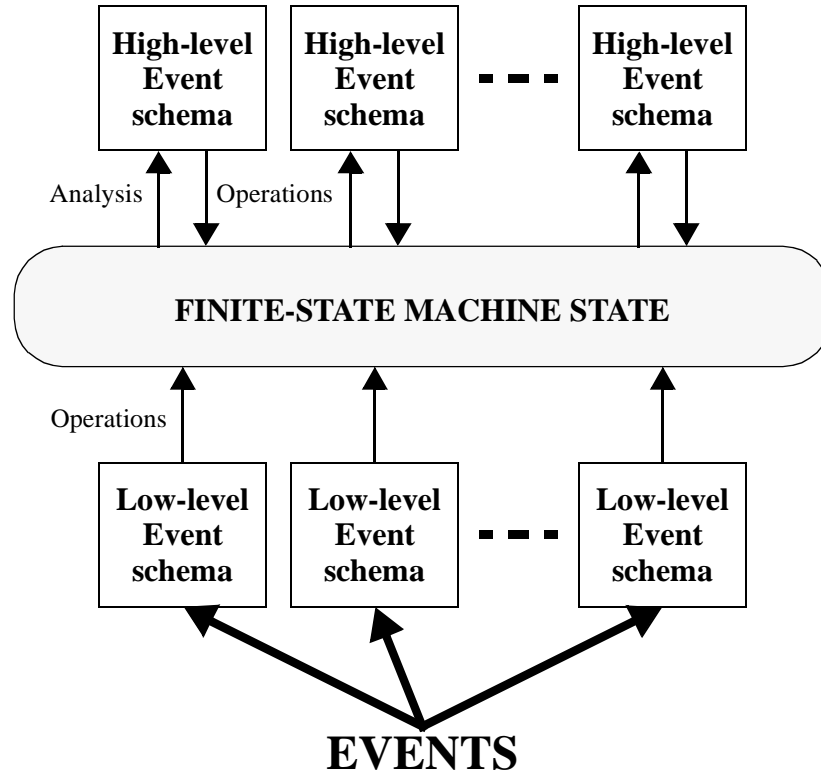 High-level
Event
schema
High-level
Event
schema
High-level
Event
schema
Analysis
Operations
FINITE-STATE MACHINE STATE
Operations
Low-level
Event
schema
Low-level
Event
schema
Low-level
Event
schema
EVENTS